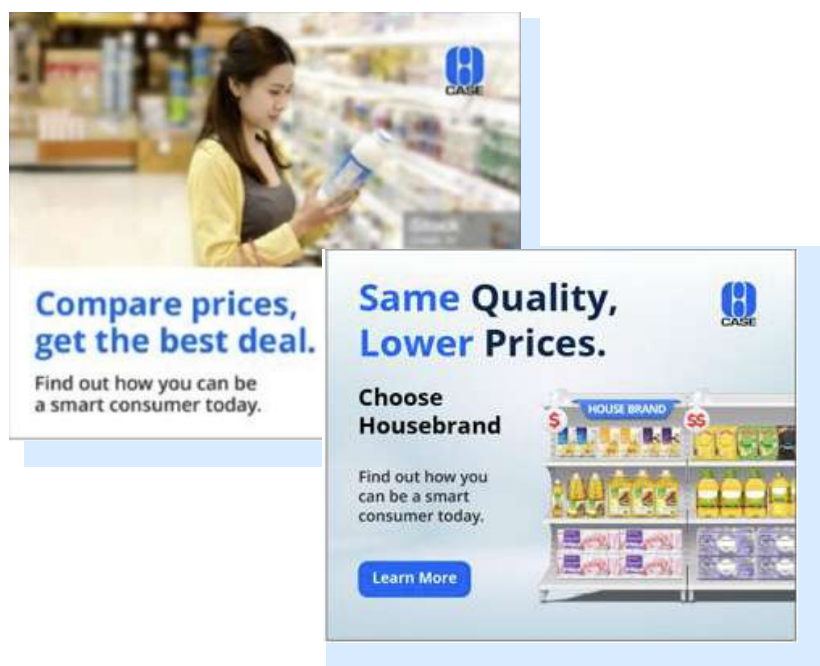 CASE
iStock
Compare prices,
get the best deal.
Find out how you can be
a smart consumer today.
Same Quality,
Lower Prices.
CASE
Choose
Housebrand
HOUSE BRAND
$
$$
Find out how you
can be a smart
consumer today.
Learn More